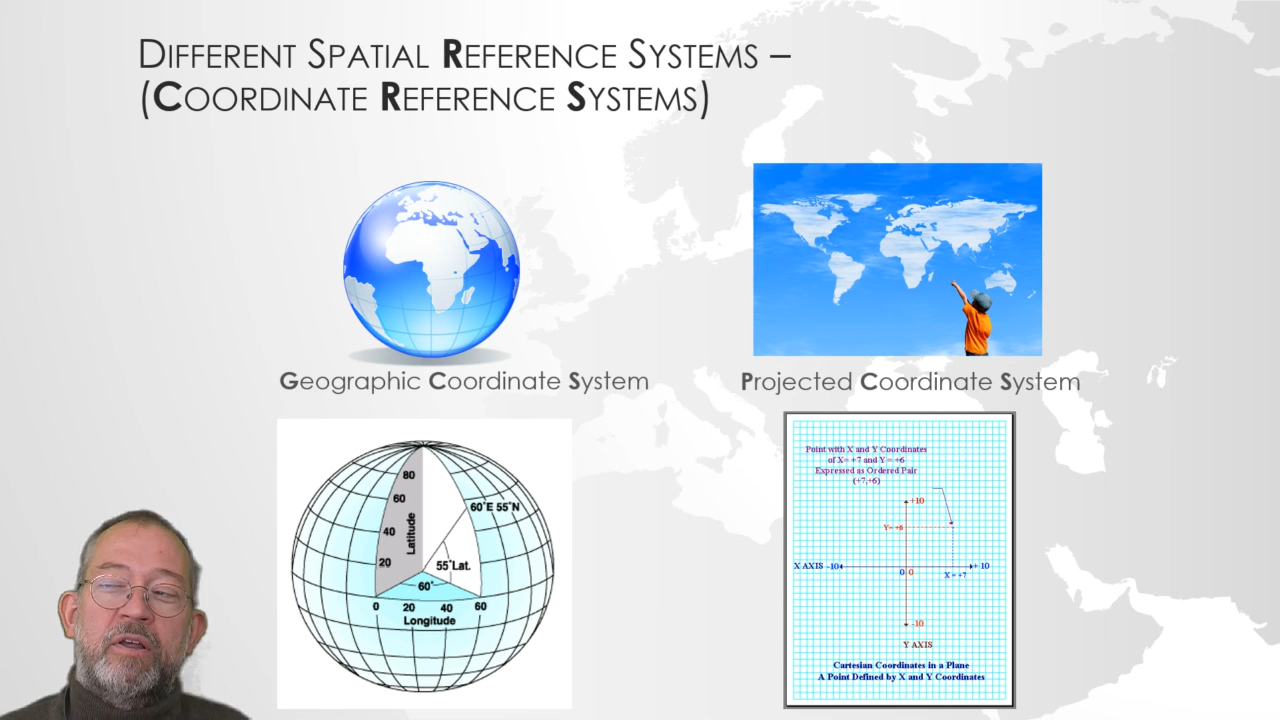 DIFFERENT SPATIAL REFERENCE SYSTEMS –
(COORDINATE REFERENCE SYSTEMS)
Geographic Coordinate System
Projected Coordinate System
80
60
40
20
Latitude
60°E 55°N
55°Lat.
60°
0 20 40 60
Longitude
Point with X and Y Coordinates
of X= +7 and Y= +6
Expressed as Ordered Pair
(+7,+6)
+10
Y= +6
X AXIS -10
0 0
+ 10
X = +7
-10
Y AXIS
Cartesian Coordinates in a Plane
A Point Defined by X and Y Coordinates